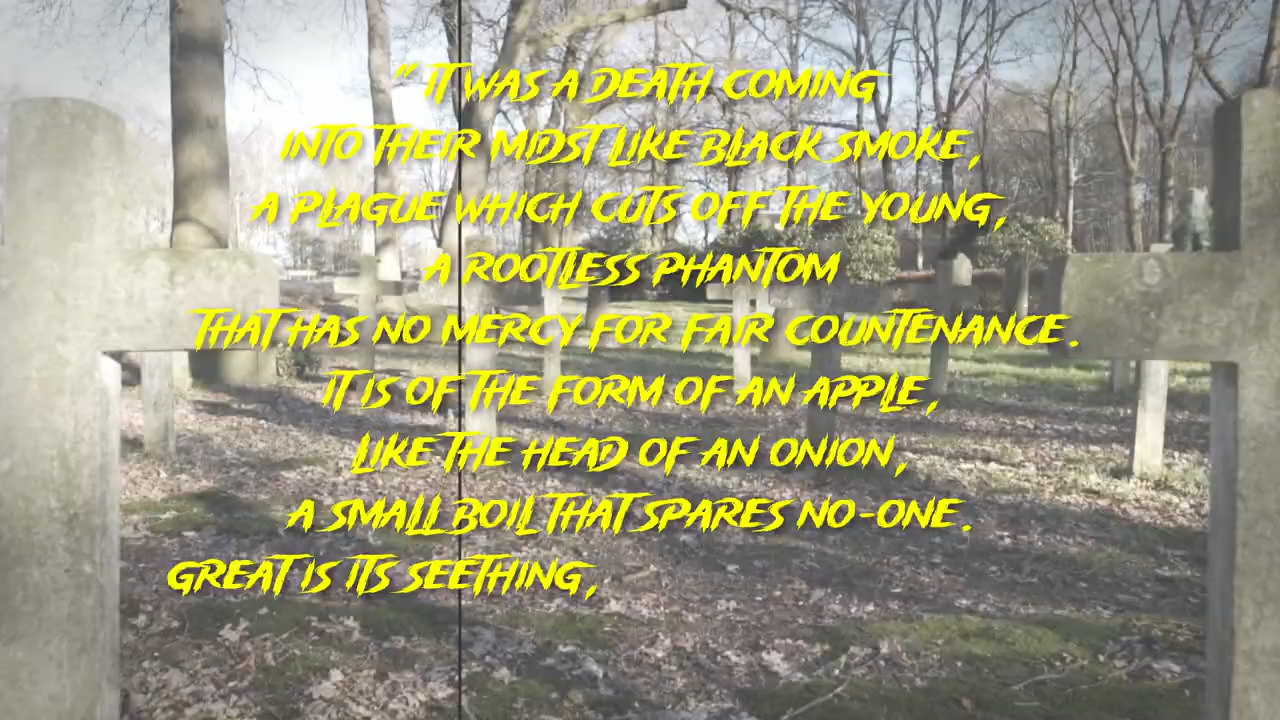 " IT WAS A DEATH COMING
INTO THEIR MIDST LIKE BLACK SMOKE,
A PLAGUE WHICH CUTS OFF THE YOUNG,
A ROOTLESS PHANTOM
THAT HAS NO MERCY FOR FAIR COUNTENANCE.
IT IS OF THE FORM OF AN APPLE,
LIKE THE HEAD OF AN ONION,
A SMALL BOIL THAT SPARES NO-ONE.
GREAT IS ITS SEETHING,